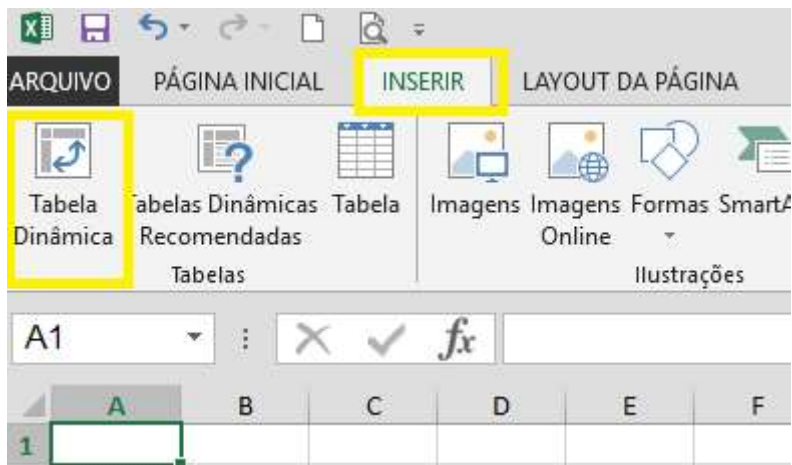 ARQUIVO PÁGINA INICIAL INSERIR LAYOUT DA PÁGINA
Tabela Dinâmica
Tabelas Dinâmicas Recomendadas
Tabela
Imagens
Imagens Online
Formas
SmartA
Tabelas
Ilustrações
A1
fx
A B C D E F
1